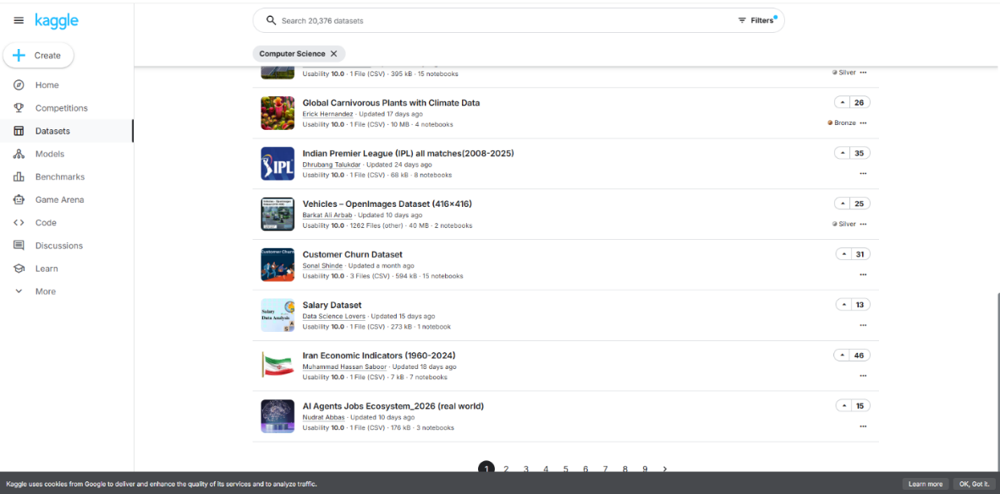 kaggle
Search 20,376 datasets
Filters
Create
Computer Science
Home
Competitions
Datasets
Models
Benchmarks
Game Arena
Code
Discussions
Learn
More
Usability 10.0 · 1 File (CSV) · 395 kB · 15 notebooks
Silver
Global Carnivorous Plants with Climate Data
Erick Hernandez · Updated 17 days ago
Usability 10.0 · 1 File (CSV) · 10 MB · 4 notebooks
26
Bronze
Indian Premier League (IPL) all matches(2008-2025)
Dhrubang Talukdar · Updated 24 days ago
Usability 10.0 · 1 File (CSV) · 68 kB · 8 notebooks
IPL
35
Vehicles – OpenImages Dataset (416×416)
Barkat Ali Arbab · Updated 10 days ago
Usability 10.0 · 1262 Files (other) · 40 MB · 2 notebooks
25
Silver
Customer Churn Dataset
Sonal Shinde · Updated a month ago
Usability 10.0 · 3 Files (CSV) · 594 kB · 15 notebooks
Customer Churn
31
Salary Dataset
Data Science Lovers · Updated 15 days ago
Usability 10.0 · 1 File (CSV) · 273 kB · 1 notebook
Salary
Data Analysis
13
Iran Economic Indicators (1960-2024)
Muhammad Hassan Saboor · Updated 18 days ago
Usability 10.0 · 1 File (CSV) · 7 kB · 7 notebooks
46
AI Agents Jobs Ecosystem_2026 (real world)
Nudrat Abbas · Updated 10 days ago
Usability 10.0 · 1 File (CSV) · 176 kB · 3 notebooks
15
1 2 3 4 5 6 7 8 9
Kaggle uses cookies from Google to deliver and enhance the quality of its services and to analyze traffic.
Learn more
OK, Got it.